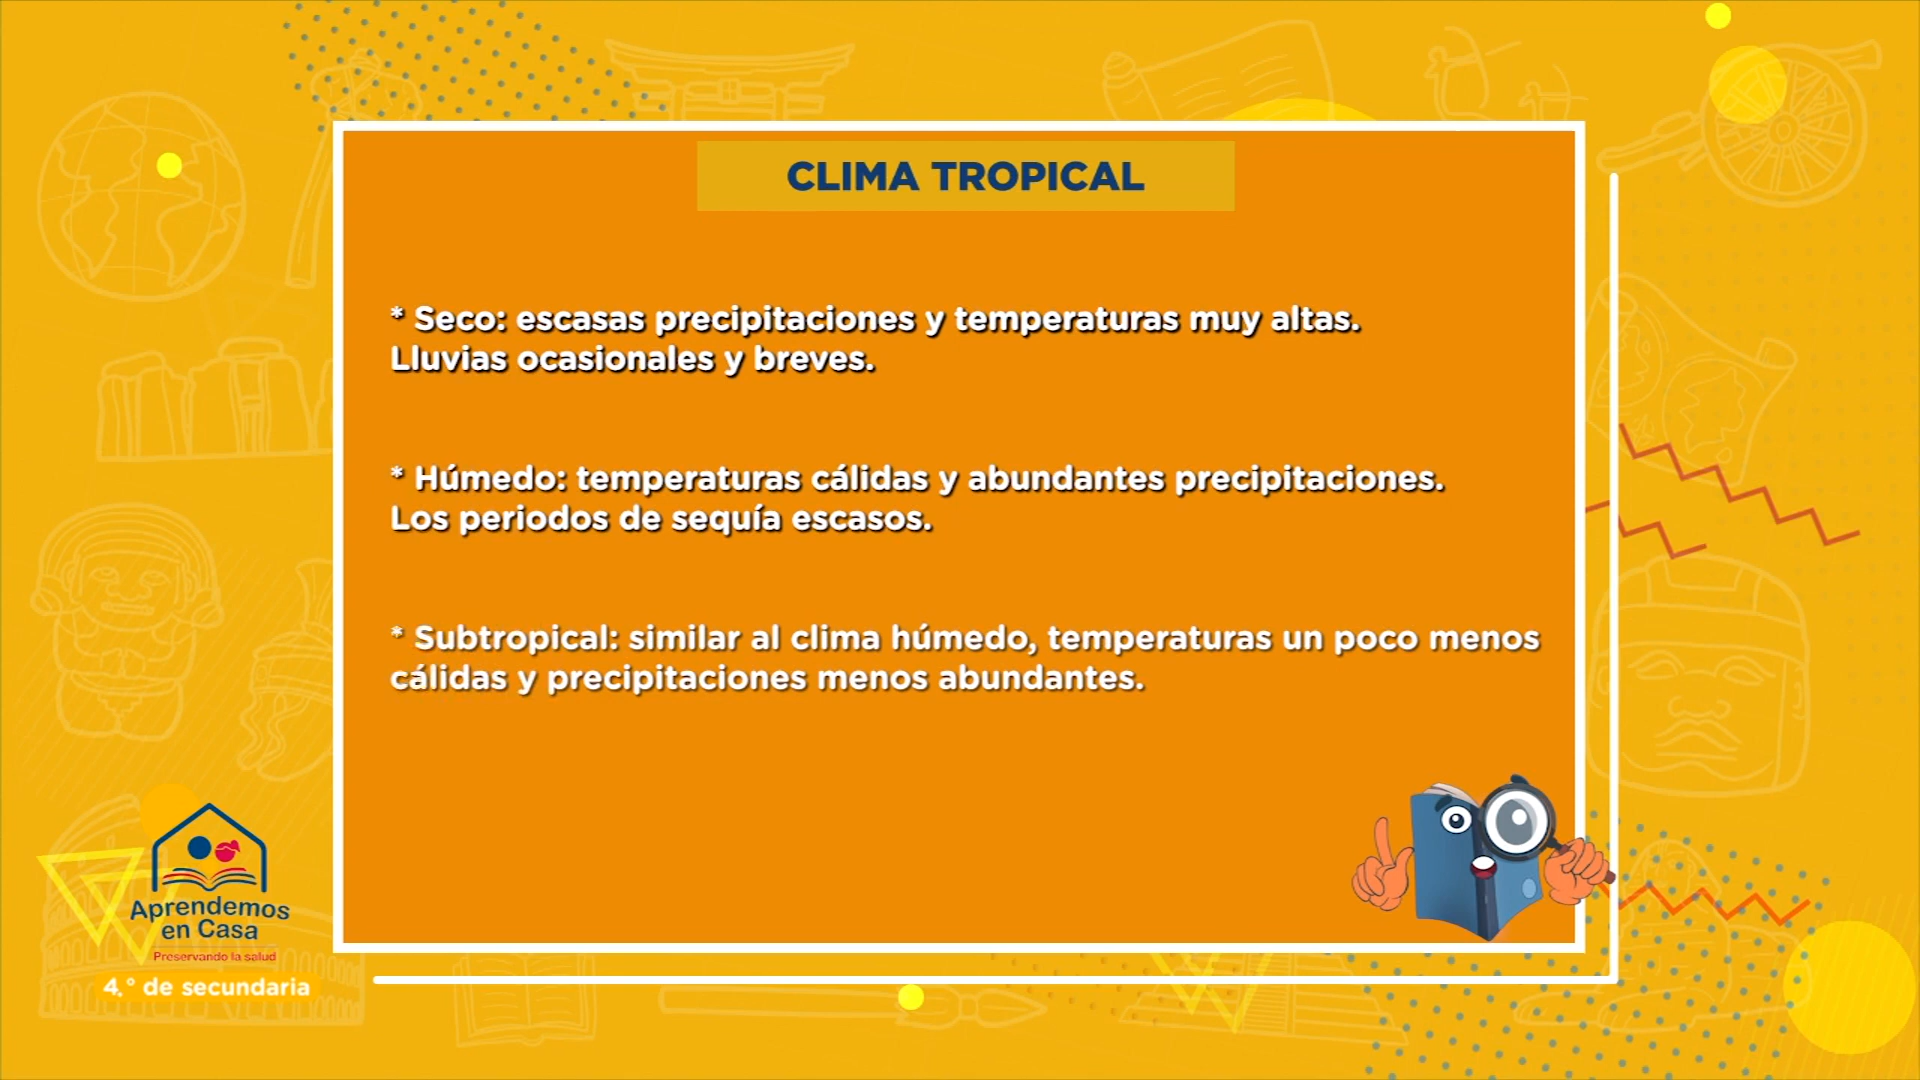 CLIMA TROPICAL
* Seco: escasas precipitaciones y temperaturas muy altas.
Lluvias ocasionales y breves.
* Húmedo: temperaturas cálidas y abundantes precipitaciones.
Los periodos de sequía escasos.
* Subtropical: similar al clima húmedo, temperaturas un poco menos
cálidas y precipitaciones menos abundantes.
Aprendemos
en Casa
Preservando la salud
4.° de secundaria